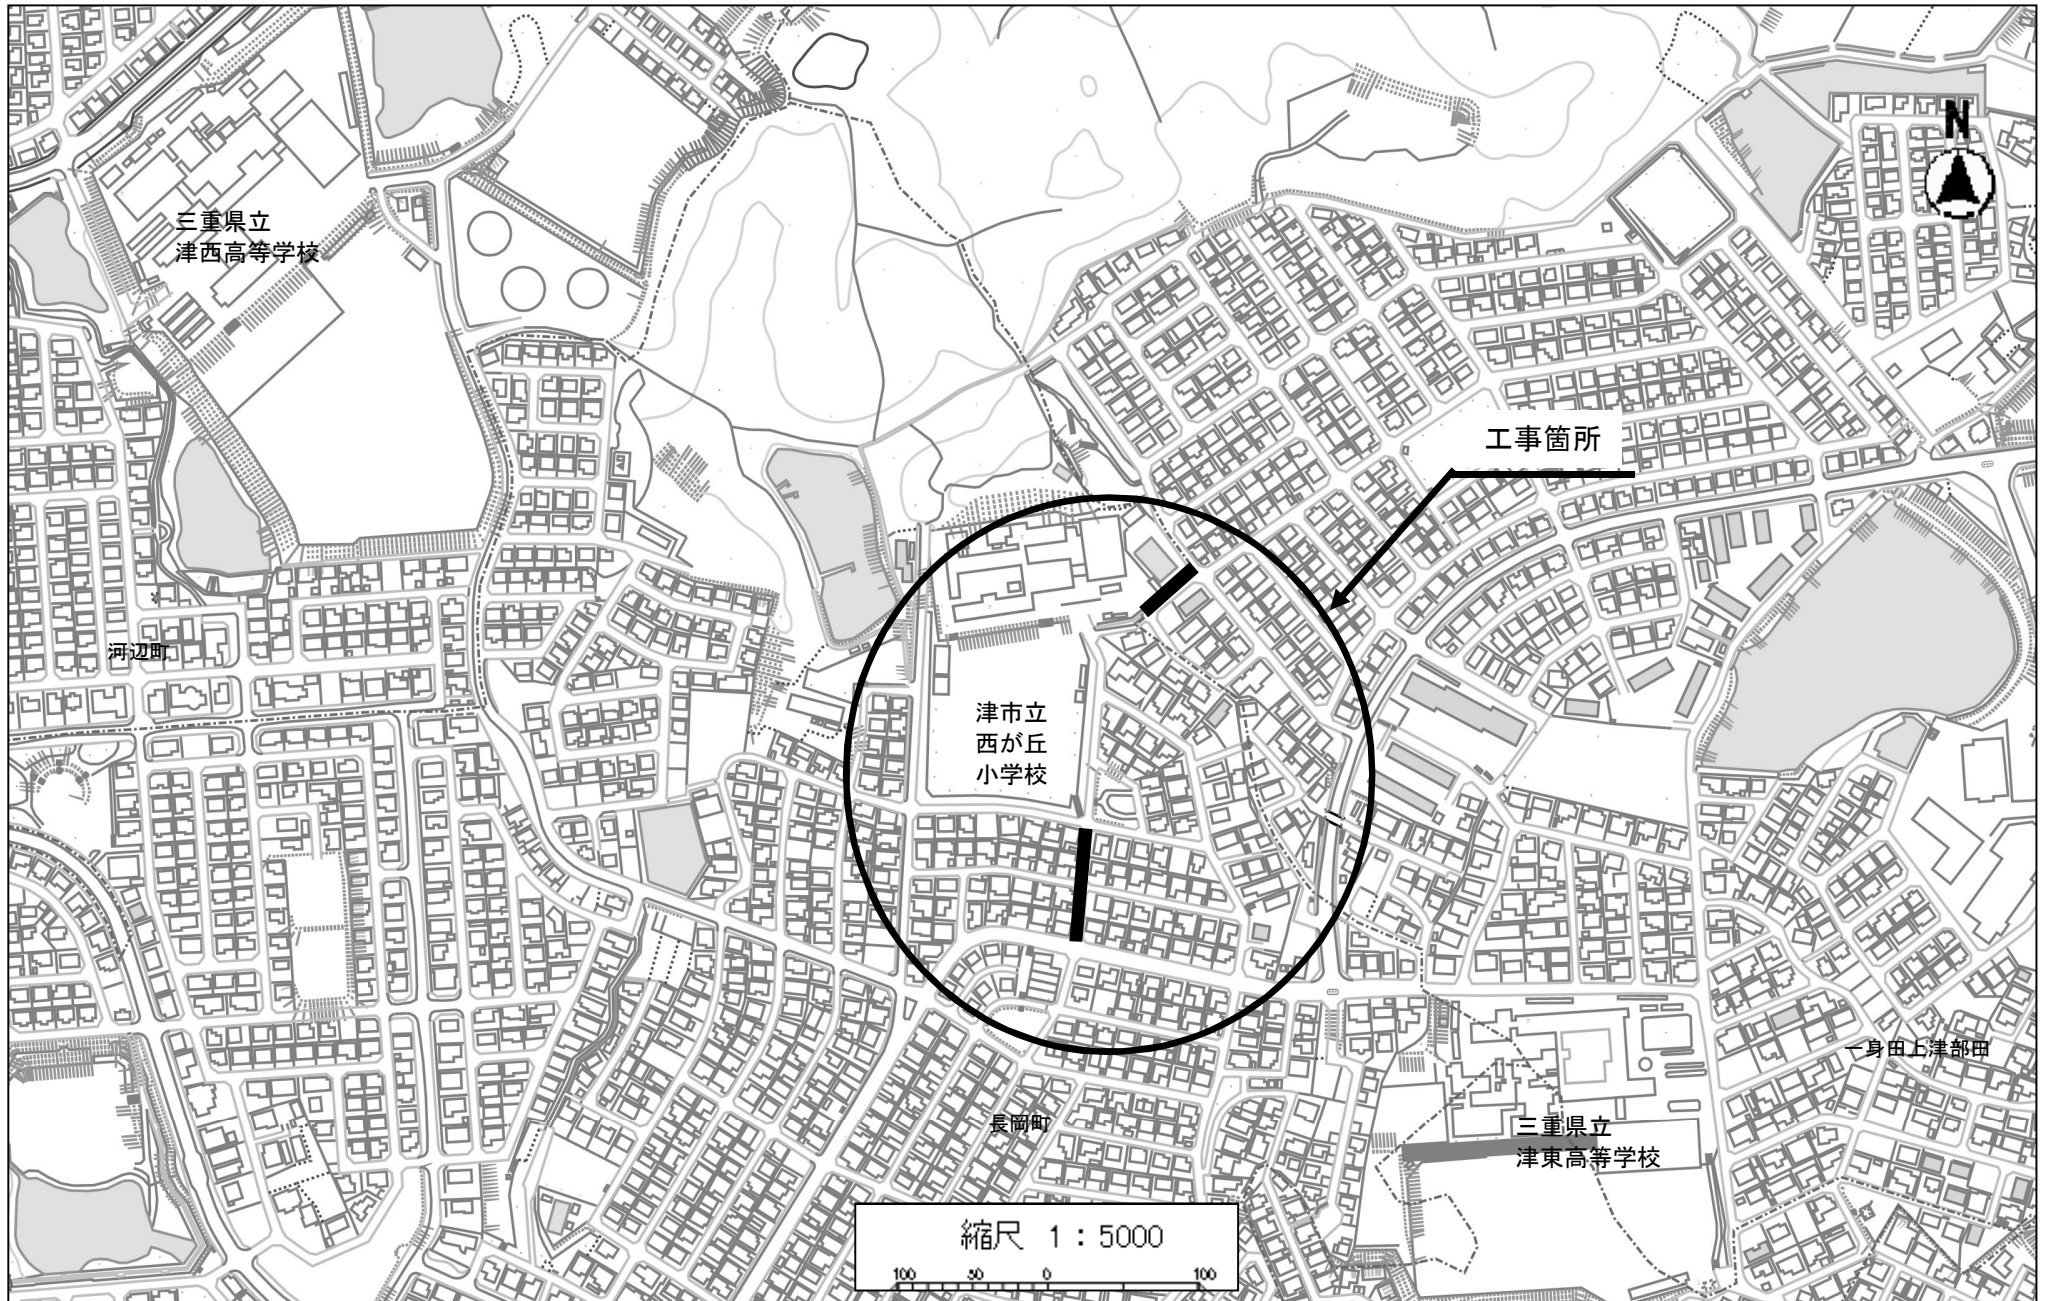 N
三重県立
津西高等学校
工事箇所
河辺町
津市立
西が丘
小学校
一身田上津部田
長岡町
三重県立
津東高等学校
縮尺 1:5000
100 50 0 100